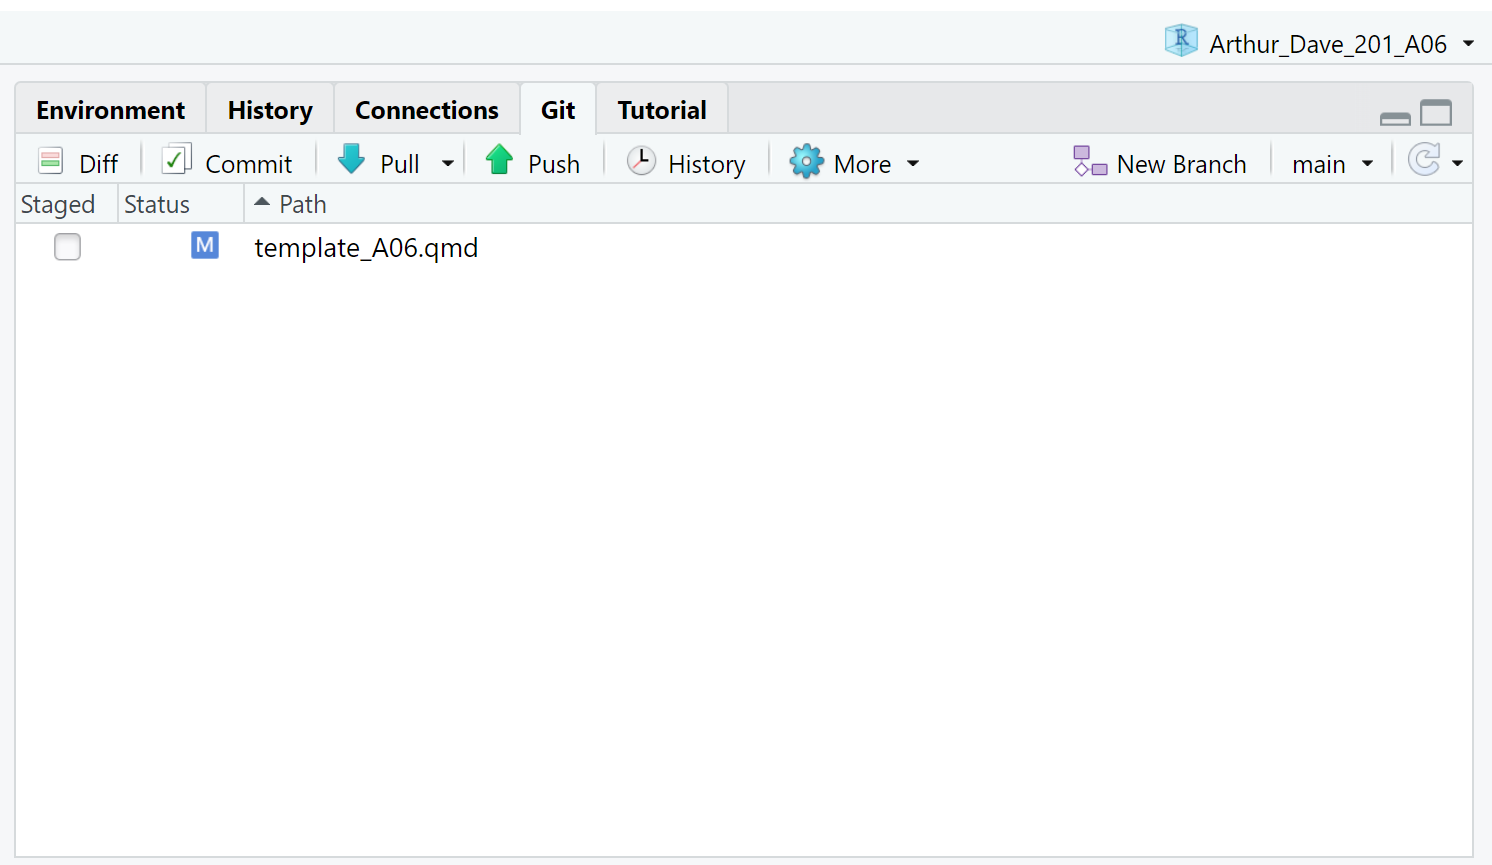 Arthur_Dave_201_A06
Environment History Connections Git Tutorial
Diff Commit Pull Push History More New Branch main
Staged Status Path
M template_A06.qmd